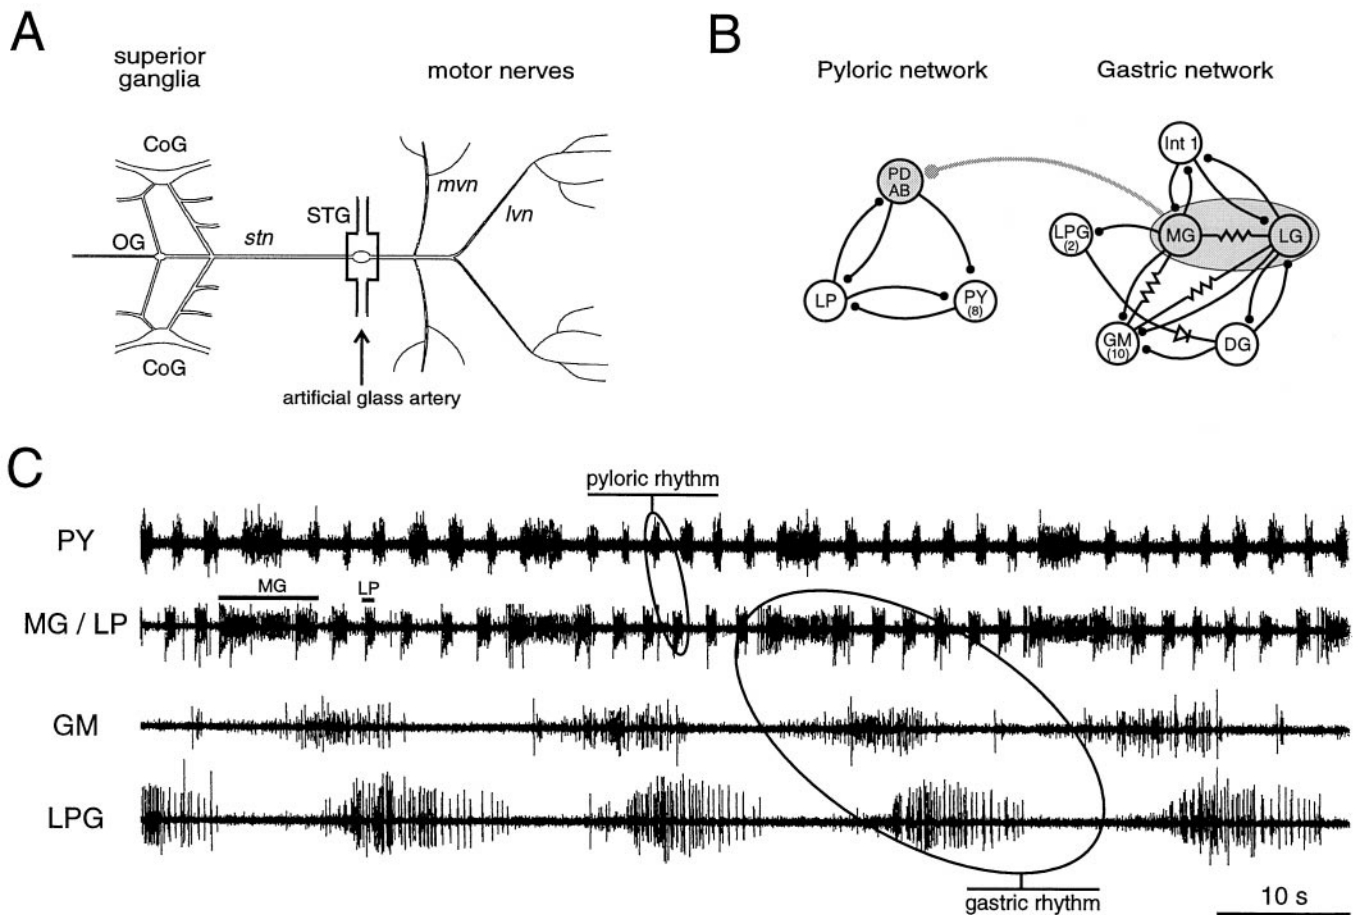 A
superior
ganglia
motor nerves
CoG
mvn
lvn
STG
OG
stn
CoG
artificial glass artery
B
Pyloric network
Gastric network
Int 1
PD
AB
LPG
(2)
MG
LG
LP
PY
(8)
GM
(10)
DG
C
pyloric rhythm
PY
MG
LP
MG / LP
GM
LPG
gastric rhythm
10 s